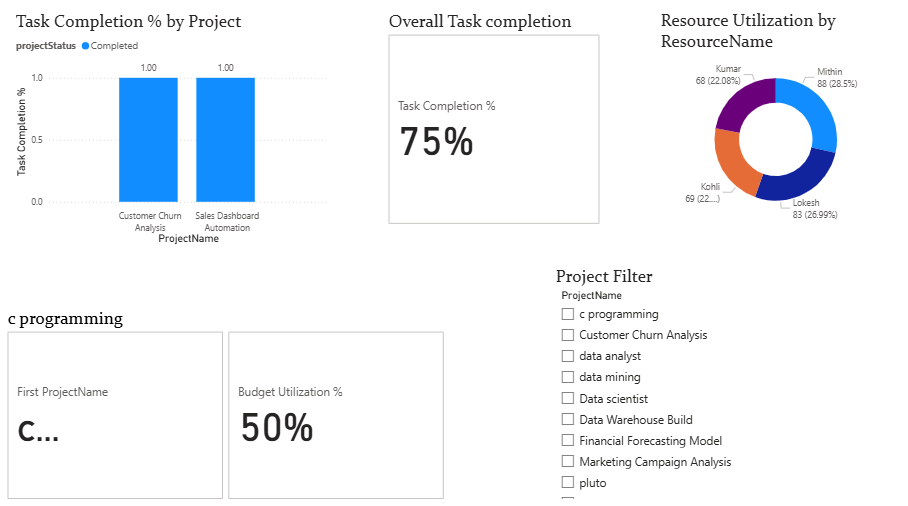 Task Completion % by Project
projectStatus Completed
1.00 1.00
1.0
0.5
0.0
Task Completion %
Customer Churn Analysis
Sales Dashboard Automation
ProjectName
Overall Task completion
Task Completion %
75%
Resource Utilization by
ResourceName
Kumar
68 (22.08%)
Mithin
88 (28.5%)
Kohli
69 (22....)
Lokesh
83 (26.99%)
c programming
First ProjectName
c...
Budget Utilization %
50%
Project Filter
ProjectName
c programming
Customer Churn Analysis
data analyst
data mining
Data scientist
Data Warehouse Build
Financial Forecasting Model
Marketing Campaign Analysis
pluto